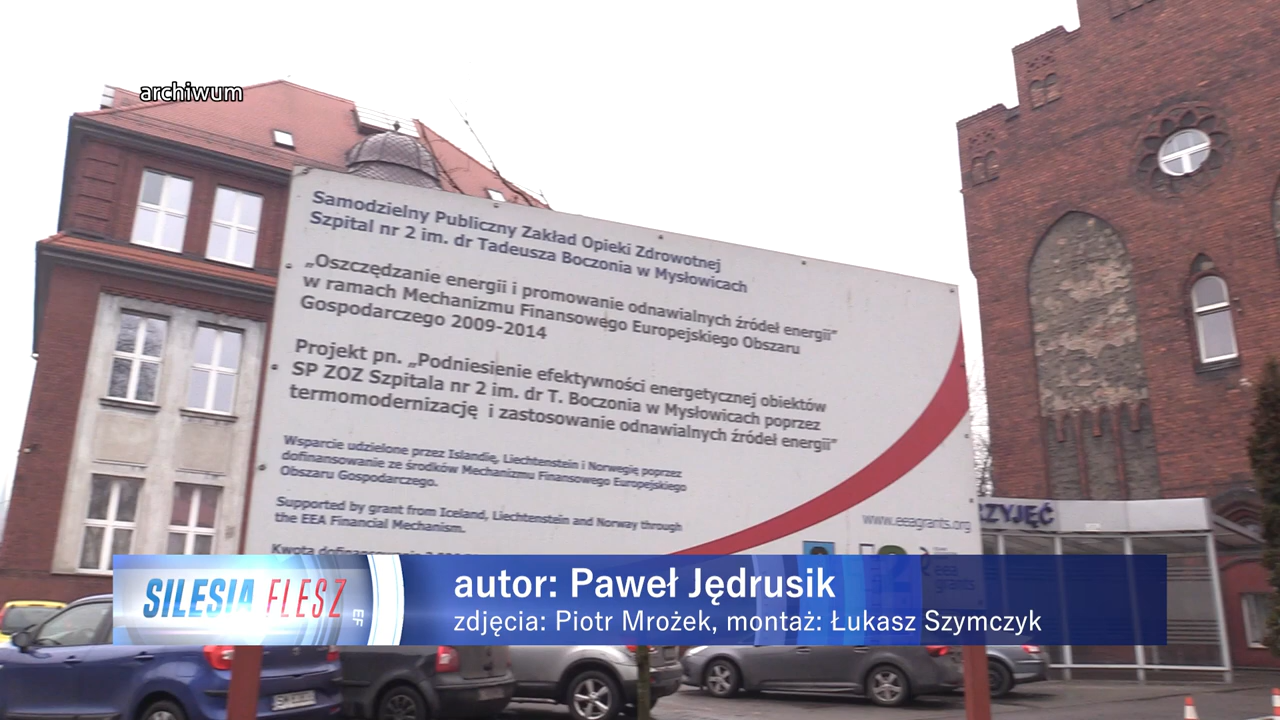 archiwum
Samodzielny Publiczny Zakład Opieki Zdrowotnej
Szpital nr 2 im. dr Tadeusza Boczonia w Mysłowicach
„Oszczędzanie energii i promowanie odnawialnych źródeł energii”
w ramach Mechanizmu Finansowego Europejskiego Obszaru
Gospodarczego 2009-2014
Projekt pn. „Podniesienie efektywności energetycznej obiektów
SP ZOZ Szpitala nr 2 im. dr T. Boczonia w Mysłowicach poprzez
termomodernizację i zastosowanie odnawialnych źródeł energii”
Wsparcie udzielone przez Islandię, Liechtenstein i Norwegię poprzez
dofinansowanie ze środków Mechanizmu Finansowego Europejskiego
Obszaru Gospodarczego.
Supported by grant from Iceland, Liechtenstein and Norway through
the EEA Financial Mechanism.
www.eeagrants.org
Kwota dofinansowania
eea
grants
RZYJĘĆ
SILESIA FLESZ
autor: Paweł Jędrusik
zdjęcia: Piotr Mrożek, montaż: Łukasz Szymczyk